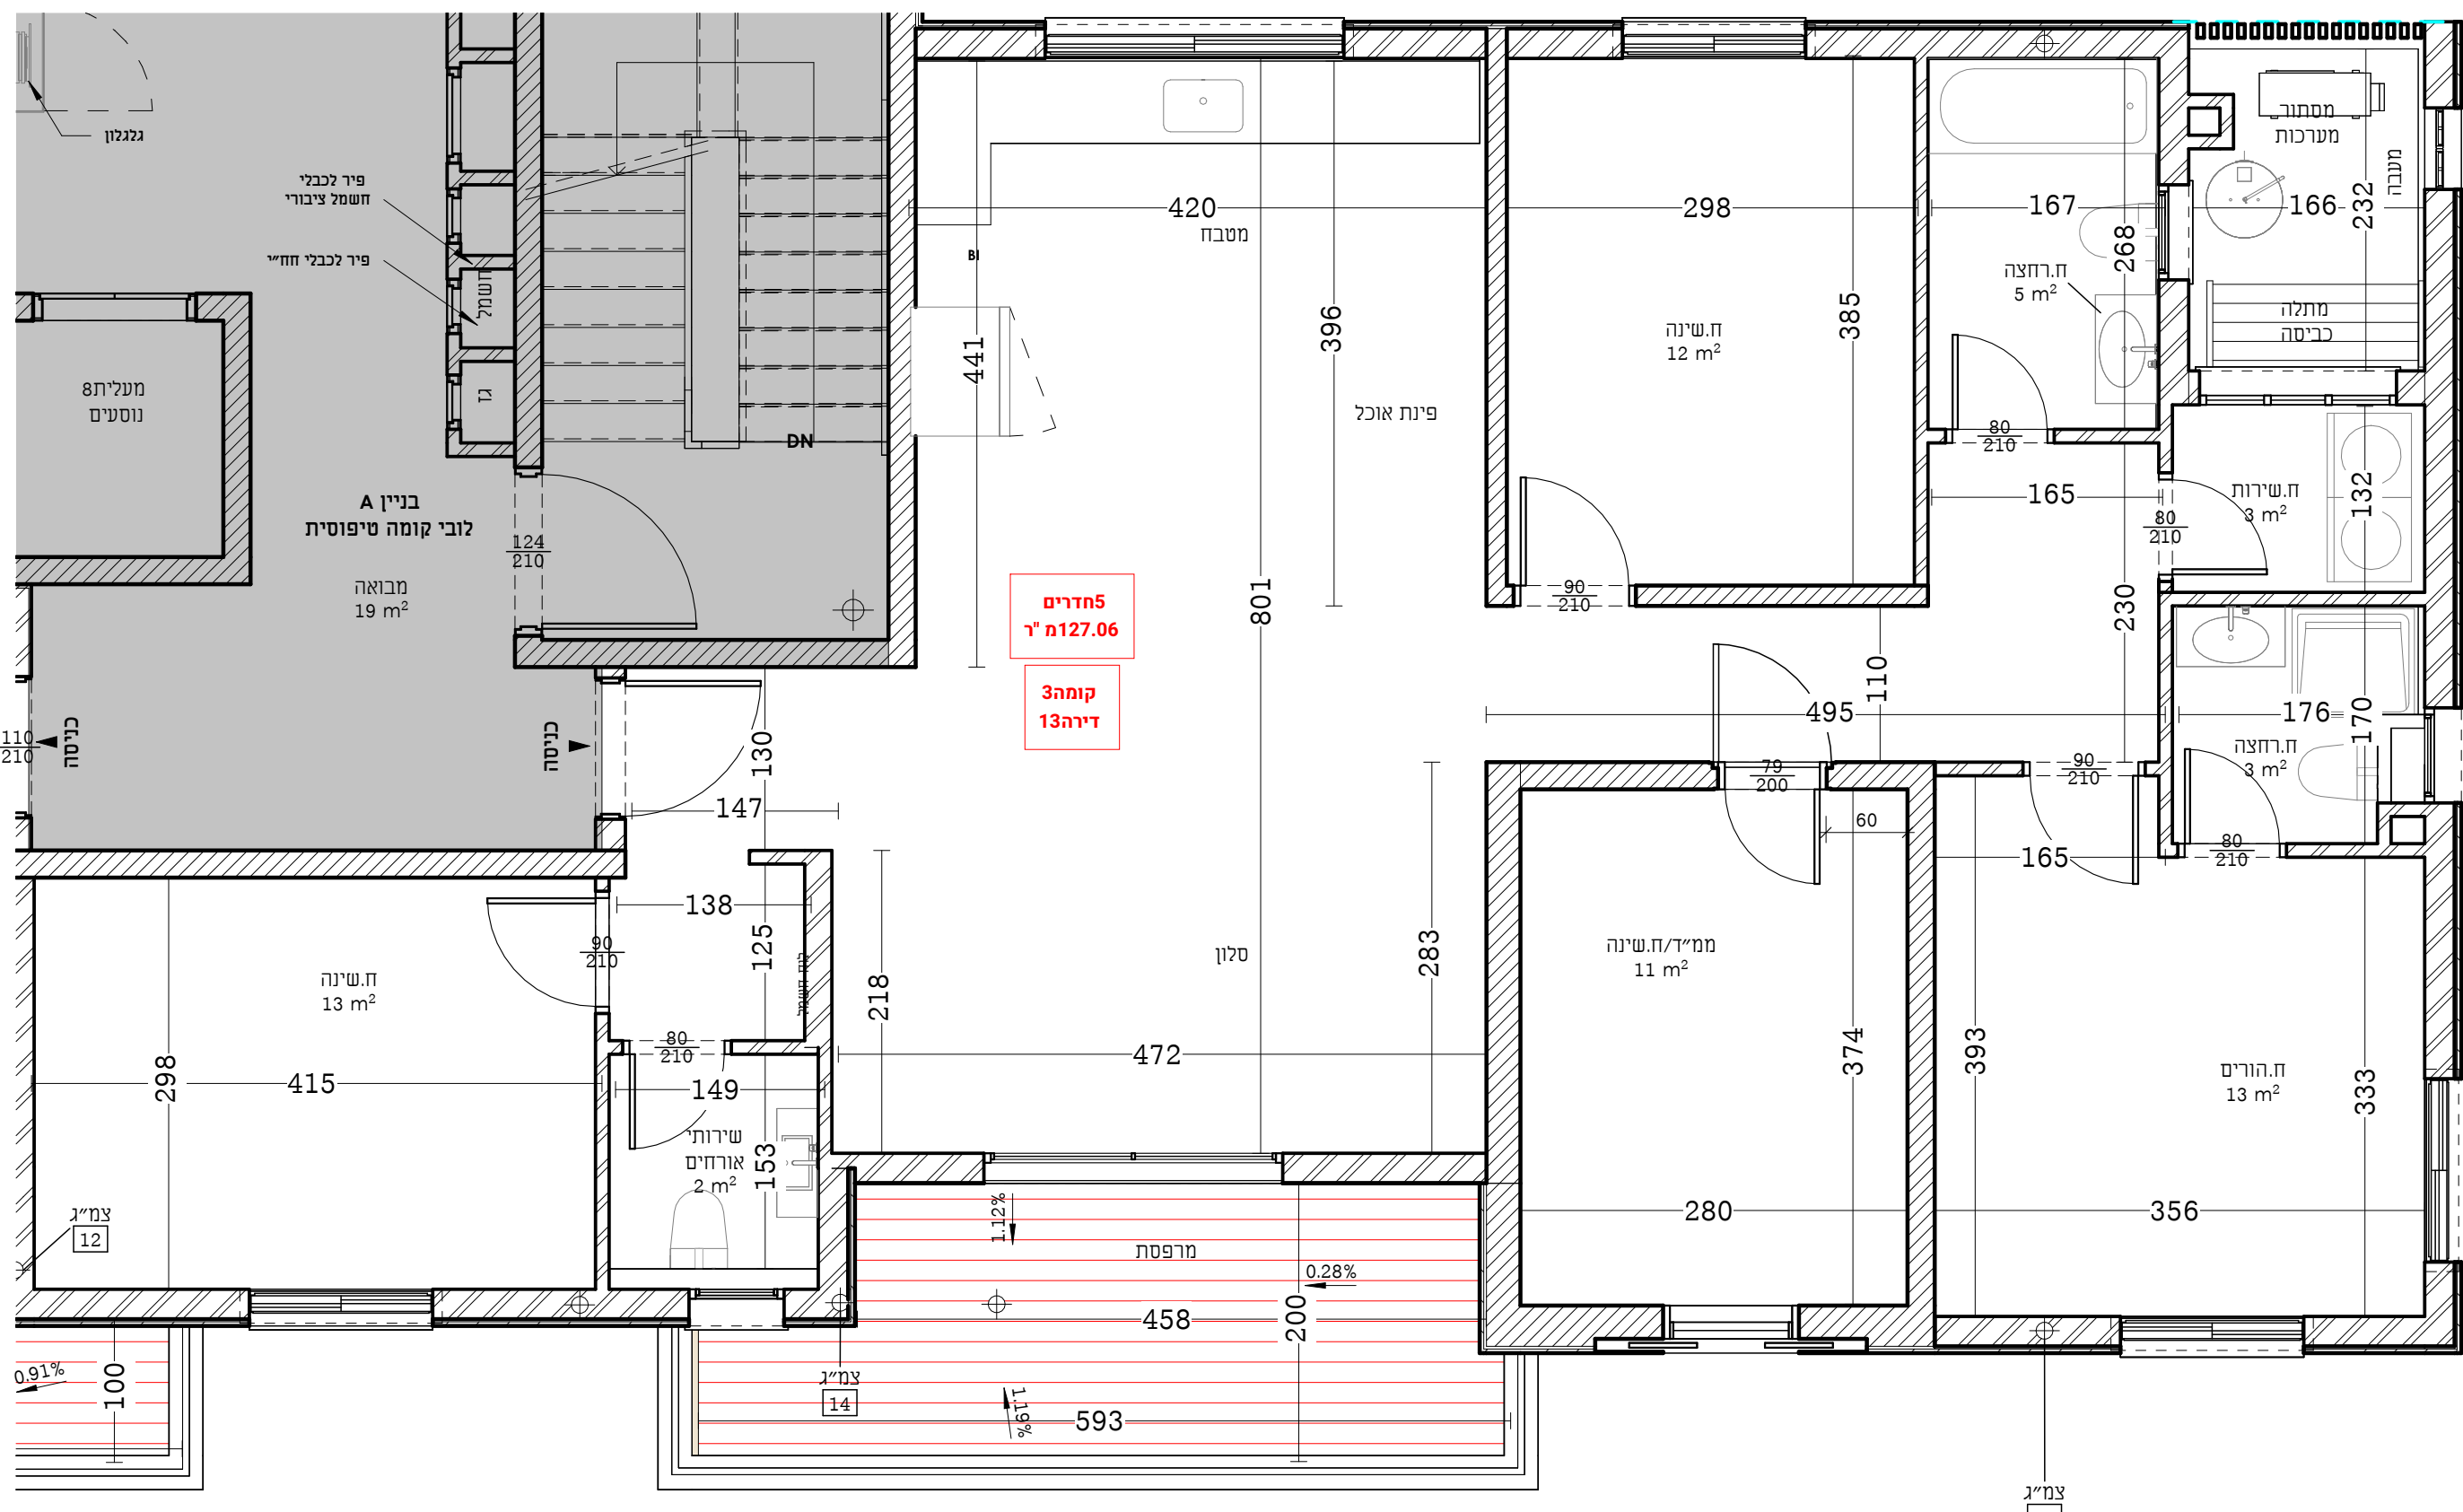 גלגלון
פיר לכבלי
חשמל ציבורי
פיר לכבלי חח״י
חשמל
גז
מעלית8
נוסעים
DN
בניין A
לובי קומה טיפוסית
מבואה
19 m²
124
210
110
210
כניסה
כניסה
420
מטבח
BI
441
396
801
פינת אוכל
5חדרים
127.06מ"ר
קומה3
דירה13
298
385
ח.שינה
12 m²
90
210
167
268
ח.רחצה
5 m²
80
210
מסתור
מערכות
מעבה
166
232
מתלה
כביסה
165
230
ח.שירות
3 m²
132
80
210
110
495
176
170
ח.רחצה
3 m²
90
210
80
210
165
79
200
60
130
147
138
125
לוח חשמל
218
283
סלון
472
ח.שינה
13 m²
90
210
298
415
80
210
149
שירותי
אורחים
2 m²
153
ממ״ד/ח.שינה
11 m²
374
280
393
ח.הורים
13 m²
333
356
צמ״ג
12
1.12%
מרפסת
0.28%
458
200
צמ״ג
14
1.19%
593
0.91%
100
צמ״ג